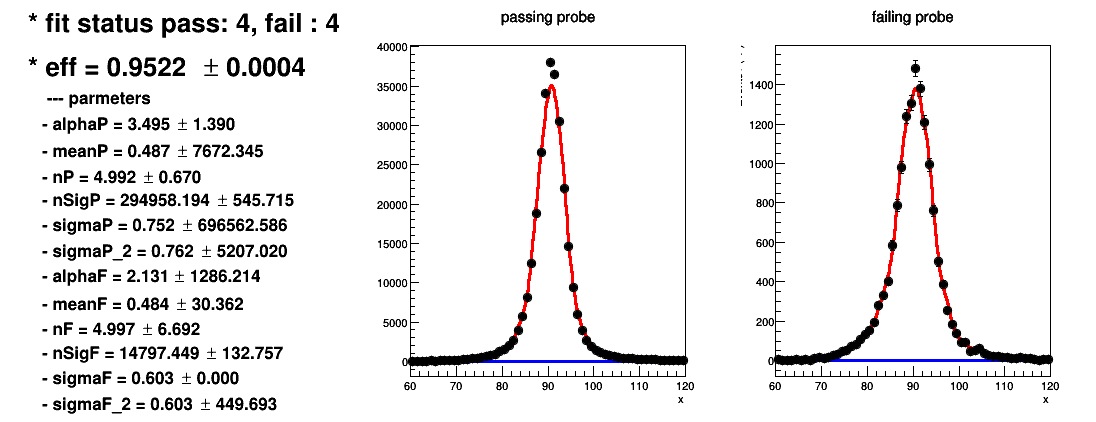 * fit status pass: 4, fail : 4
* eff = 0.9522 ± 0.0004
--- parmeters
- alphaP = 3.495 ± 1.390
- meanP = 0.487 ± 7672.345
- nP = 4.992 ± 0.670
- nSigP = 294958.194 ± 545.715
- sigmaP = 0.752 ± 696562.586
- sigmaP_2 = 0.762 ± 5207.020
- alphaF = 2.131 ± 1286.214
- meanF = 0.484 ± 30.362
- nF = 4.997 ± 6.692
- nSigF = 14797.449 ± 132.757
- sigmaF = 0.603 ± 0.000
- sigmaF_2 = 0.603 ± 449.693
passing probe
40000
35000
30000
25000
20000
15000
10000
5000
0
60 70 80 90 100 110 120
x
failing probe
1400
1200
1000
800
600
400
200
0
60 70 80 90 100 110 120
x